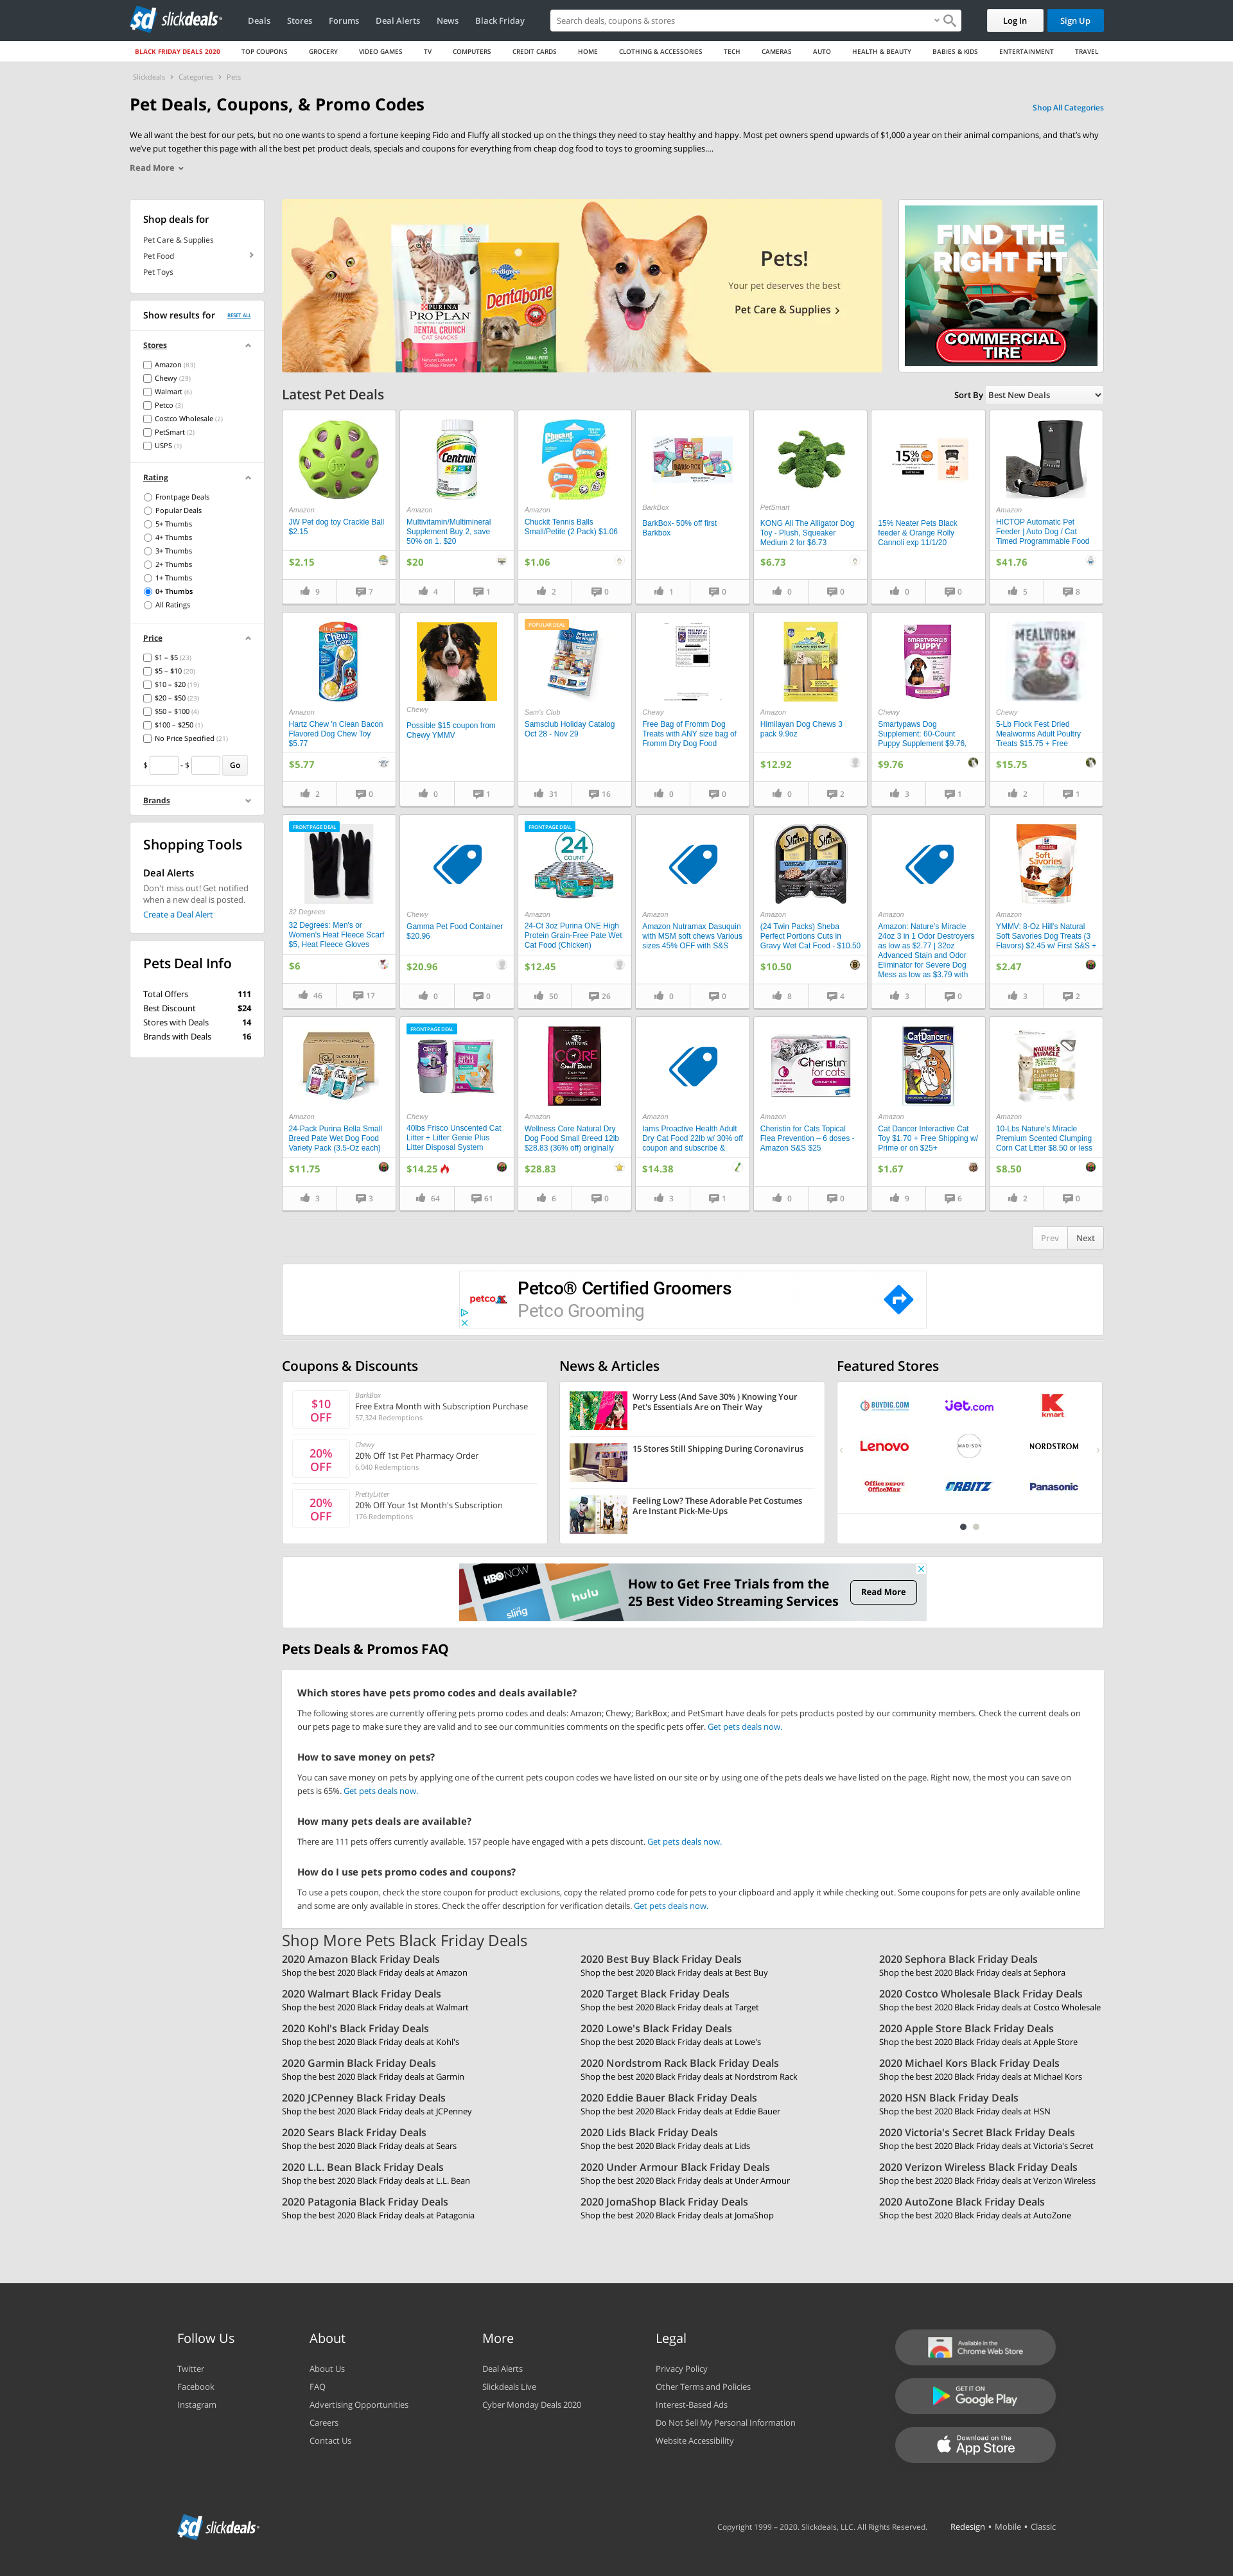 slickdeals
Deals
Stores
Forums
Deal Alerts
News
Black Friday
Search deals, coupons & stores
Log In
Sign Up
BLACK FRIDAY DEALS 2020
TOP COUPONS
GROCERY
VIDEO GAMES
TV
COMPUTERS
CREDIT CARDS
HOME
CLOTHING & ACCESSORIES
TECH
CAMERAS
AUTO
HEALTH & BEAUTY
BABIES & KIDS
ENTERTAINMENT
TRAVEL
Slickdeals > Categories > Pets
Pet Deals, Coupons, & Promo Codes
Shop All Categories
We all want the best for our pets, but no one wants to spend a fortune keeping Fido and Fluffy all stocked up on the things they need to stay healthy and happy. Most pet owners spend upwards of $1,000 a year on their animal companions, and that's why
we've put together this page with all the best pet product deals, specials and coupons for everything from cheap dog food to toys to grooming supplies....
Read More
Shop deals for
Pet Care & Supplies
Pet Food
Pet Toys
Show results for
RESET ALL
Stores
Amazon (83)
Chewy (29)
Walmart (6)
Petco (3)
Costco Wholesale (2)
PetSmart (2)
USPS (1)
Rating
Frontpage Deals
Popular Deals
5+ Thumbs
4+ Thumbs
3+ Thumbs
2+ Thumbs
1+ Thumbs
0+ Thumbs
All Ratings
Price
$1 – $5 (23)
$5 – $10 (20)
$10 – $20 (19)
$20 – $50 (23)
$50 – $100 (4)
$100 – $250 (1)
No Price Specified (21)
$ - $ Go
Brands
Shopping Tools
Deal Alerts
Don't miss out! Get notified
when a new deal is posted.
Create a Deal Alert
Pets Deal Info
Total Offers 111
Best Discount $24
Stores with Deals 14
Brands with Deals 16
PURINA
PRO PLAN
DENTAL CRUNCH
CAT SNACKS
Pedigree
Dentabone
Pets!
Your pet deserves the best
Pet Care & Supplies
FIND THE
RIGHT FIT
COMMERCIAL
TIRE
Latest Pet Deals
Sort By Best New Deals
Amazon
JW Pet dog toy Crackle Ball
$2.15
$2.15
9 7
Centrum
Amazon
Multivitamin/Multimineral
Supplement Buy 2, save
50% on 1. $20
$20
4 1
Chuckit!
Amazon
Chuckit Tennis Balls
Small/Petite (2 Pack) $1.06
$1.06
2 0
BARKBOX
BarkBox
BarkBox- 50% off first
Barkbox
1 0
PetSmart
KONG Ali The Alligator Dog
Toy - Plush, Squeaker
Medium 2 for $6.73
$6.73
0 0
15% OFF
15% Neater Pets Black
feeder & Orange Rolly
Cannoli exp 11/1/20
0 0
Amazon
HICTOP Automatic Pet
Feeder | Auto Dog / Cat
Timed Programmable Food
$41.76
5 8
Amazon
Hartz Chew 'n Clean Bacon
Flavored Dog Chew Toy
$5.77
$5.77
2 0
Chewy
Possible $15 coupon from
Chewy YMMV
0 1
POPULAR DEAL
Instant Savings
Sam's Club
Samsclub Holiday Catalog
Oct 28 - Nov 29
31 16
Chewy
Free Bag of Fromm Dog
Treats with ANY size bag of
Fromm Dry Dog Food
0 0
Amazon
Himilayan Dog Chews 3
pack 9.9oz
$12.92
0 2
SMARTYPAWS
PUPPY
Chewy
Smartypaws Dog
Supplement: 60-Count
Puppy Supplement $9.76,
$9.76
3 1
MEALWORM
Chewy
5-Lb Flock Fest Dried
Mealworms Adult Poultry
Treats $15.75 + Free
$15.75
2 1
FRONTPAGE DEAL
32 Degrees
32 Degrees: Men's or
Women's Heat Fleece Scarf
$5, Heat Fleece Gloves
$6
46 17
Chewy
Gamma Pet Food Container
$20.96
$20.96
0 0
FRONTPAGE DEAL
24
COUNT
Amazon
24-Ct 3oz Purina ONE High
Protein Grain-Free Pate Wet
Cat Food (Chicken)
$12.45
50 26
Amazon
Amazon Nutramax Dasuquin
with MSM soft chews Various
sizes 45% OFF with S&S
0 0
Sheba
Sheba
Amazon
(24 Twin Packs) Sheba
Perfect Portions Cuts in
Gravy Wet Cat Food - $10.50
$10.50
8 4
Amazon
Amazon: Nature's Miracle
24oz 3 in 1 Odor Destroyers
as low as $2.77 | 32oz
Advanced Stain and Odor
Eliminator for Severe Dog
Mess as low as $3.79 with
3 0
Soft
Savories
Amazon
YMMV: 8-Oz Hill's Natural
Soft Savories Dog Treats (3
Flavors) $2.45 w/ First S&S +
$2.47
3 2
Amazon
24-Pack Purina Bella Small
Breed Pate Wet Dog Food
Variety Pack (3.5-Oz each)
$11.75
3 3
FRONTPAGE DEAL
Chewy
40lbs Frisco Unscented Cat
Litter + Litter Genie Plus
Litter Disposal System
$14.25
64 61
WELLNESS
CORE
Small Breed
Amazon
Wellness Core Natural Dry
Dog Food Small Breed 12lb
$28.83 (36% off) originally
$28.83
6 0
Amazon
Iams Proactive Health Adult
Dry Cat Food 22lb w/ 30% off
coupon and subscribe &
$14.38
3 1
Cheristin
for cats
Amazon
Cheristin for Cats Topical
Flea Prevention – 6 doses -
Amazon S&S $25
0 0
CatDancer
Amazon
Cat Dancer Interactive Cat
Toy $1.70 + Free Shipping w/
Prime or on $25+
$1.67
9 6
NATURE'S
MIRACLE
Amazon
10-Lbs Nature's Miracle
Premium Scented Clumping
Corn Cat Litter $8.50 or less
$8.50
2 0
Prev
Next
petco
Petco® Certified Groomers
Petco Grooming
Coupons & Discounts
$10
OFF
BarkBox
Free Extra Month with Subscription Purchase
57,324 Redemptions
20%
OFF
Chewy
20% Off 1st Pet Pharmacy Order
6,040 Redemptions
20%
OFF
PrettyLitter
20% Off Your 1st Month's Subscription
176 Redemptions
News & Articles
Worry Less (And Save 30% ) Knowing Your
Pet's Essentials Are on Their Way
15 Stores Still Shipping During Coronavirus
Feeling Low? These Adorable Pet Costumes
Are Instant Pick-Me-Ups
Featured Stores
BUYDIG.COM
Jet.com
kmart
Lenovo
MADISON
NORDSTROM
Office DEPOT
OfficeMax
ORBITZ
Panasonic
HBO NOW
sling
hulu
How to Get Free Trials from the
25 Best Video Streaming Services
Read More
Pets Deals & Promos FAQ
Which stores have pets promo codes and deals available?
The following stores are currently offering pets promo codes and deals: Amazon; Chewy; BarkBox; and PetSmart have deals for pets products posted by our community members. Check the current deals on
our pets page to make sure they are valid and to see our communities comments on the specific pets offer. Get pets deals now.
How to save money on pets?
You can save money on pets by applying one of the current pets coupon codes we have listed on our site or by using one of the pets deals we have listed on the page. Right now, the most you can save on
pets is 65%. Get pets deals now.
How many pets deals are available?
There are 111 pets offers currently available. 157 people have engaged with a pets discount. Get pets deals now.
How do I use pets promo codes and coupons?
To use a pets coupon, check the store coupon for product exclusions, copy the related promo code for pets to your clipboard and apply it while checking out. Some coupons for pets are only available online
and some are only available in stores. Check the offer description for verification details. Get pets deals now.
Shop More Pets Black Friday Deals
2020 Amazon Black Friday Deals
Shop the best 2020 Black Friday deals at Amazon
2020 Best Buy Black Friday Deals
Shop the best 2020 Black Friday deals at Best Buy
2020 Sephora Black Friday Deals
Shop the best 2020 Black Friday deals at Sephora
2020 Walmart Black Friday Deals
Shop the best 2020 Black Friday deals at Walmart
2020 Target Black Friday Deals
Shop the best 2020 Black Friday deals at Target
2020 Costco Wholesale Black Friday Deals
Shop the best 2020 Black Friday deals at Costco Wholesale
2020 Kohl's Black Friday Deals
Shop the best 2020 Black Friday deals at Kohl's
2020 Lowe's Black Friday Deals
Shop the best 2020 Black Friday deals at Lowe's
2020 Apple Store Black Friday Deals
Shop the best 2020 Black Friday deals at Apple Store
2020 Garmin Black Friday Deals
Shop the best 2020 Black Friday deals at Garmin
2020 Nordstrom Rack Black Friday Deals
Shop the best 2020 Black Friday deals at Nordstrom Rack
2020 Michael Kors Black Friday Deals
Shop the best 2020 Black Friday deals at Michael Kors
2020 JCPenney Black Friday Deals
Shop the best 2020 Black Friday deals at JCPenney
2020 Eddie Bauer Black Friday Deals
Shop the best 2020 Black Friday deals at Eddie Bauer
2020 HSN Black Friday Deals
Shop the best 2020 Black Friday deals at HSN
2020 Sears Black Friday Deals
Shop the best 2020 Black Friday deals at Sears
2020 Lids Black Friday Deals
Shop the best 2020 Black Friday deals at Lids
2020 Victoria's Secret Black Friday Deals
Shop the best 2020 Black Friday deals at Victoria's Secret
2020 L.L. Bean Black Friday Deals
Shop the best 2020 Black Friday deals at L.L. Bean
2020 Under Armour Black Friday Deals
Shop the best 2020 Black Friday deals at Under Armour
2020 Verizon Wireless Black Friday Deals
Shop the best 2020 Black Friday deals at Verizon Wireless
2020 Patagonia Black Friday Deals
Shop the best 2020 Black Friday deals at Patagonia
2020 JomaShop Black Friday Deals
Shop the best 2020 Black Friday deals at JomaShop
2020 AutoZone Black Friday Deals
Shop the best 2020 Black Friday deals at AutoZone
Follow Us
Twitter
Facebook
Instagram
About
About Us
FAQ
Advertising Opportunities
Careers
Contact Us
More
Deal Alerts
Slickdeals Live
Cyber Monday Deals 2020
Legal
Privacy Policy
Other Terms and Policies
Interest-Based Ads
Do Not Sell My Personal Information
Website Accessibility
Available in the
Chrome Web Store
GET IT ON
Google Play
Download on the
App Store
slickdeals
Copyright 1999 – 2020. Slickdeals, LLC. All Rights Reserved.
Redesign • Mobile • Classic